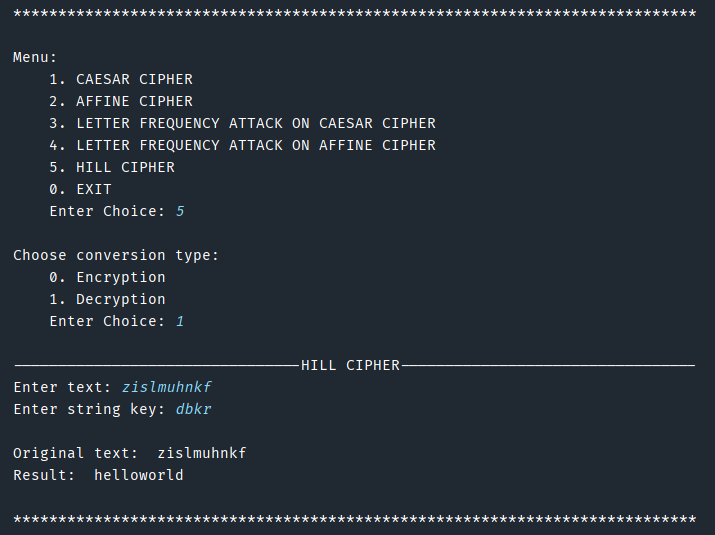 ****************************************************************************
Menu:
1. CAESAR CIPHER
2. AFFINE CIPHER
3. LETTER FREQUENCY ATTACK ON CAESAR CIPHER
4. LETTER FREQUENCY ATTACK ON AFFINE CIPHER
5. HILL CIPHER
0. EXIT
Enter Choice: 5
Choose conversion type:
0. Encryption
1. Decryption
Enter Choice: 1
--------------------------------HILL CIPHER---------------------------------
Enter text: zislmuhnkf
Enter string key: dbkr
Original text:  zislmuhnkf
Result:  helloworld
****************************************************************************